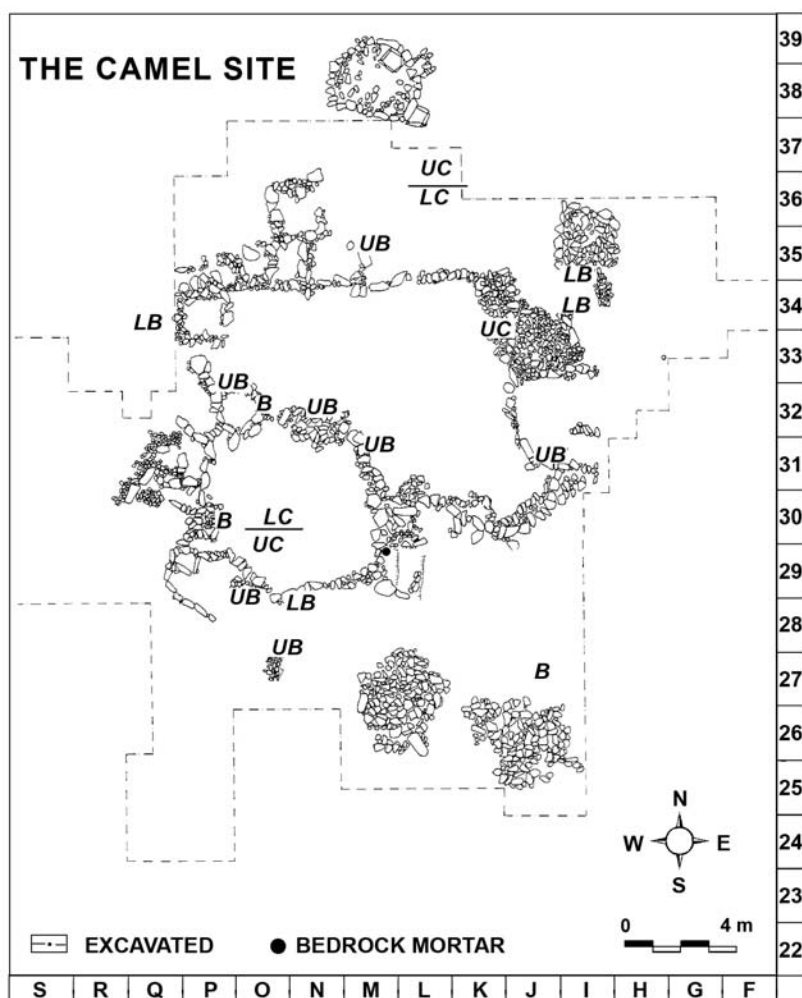 THE CAMEL SITE
39
38
37
UC
LC
36
UB
35
LB
LB
34
LB
UC
33
UB
B
UB
32
UB
UB
31
B
LC
UC
30
29
UB
LB
28
UB
B
27
26
25
N
W
E
S
24
23
0
4 m
EXCAVATED
BEDROCK MORTAR
22
S R Q P O N M L K J I H G F